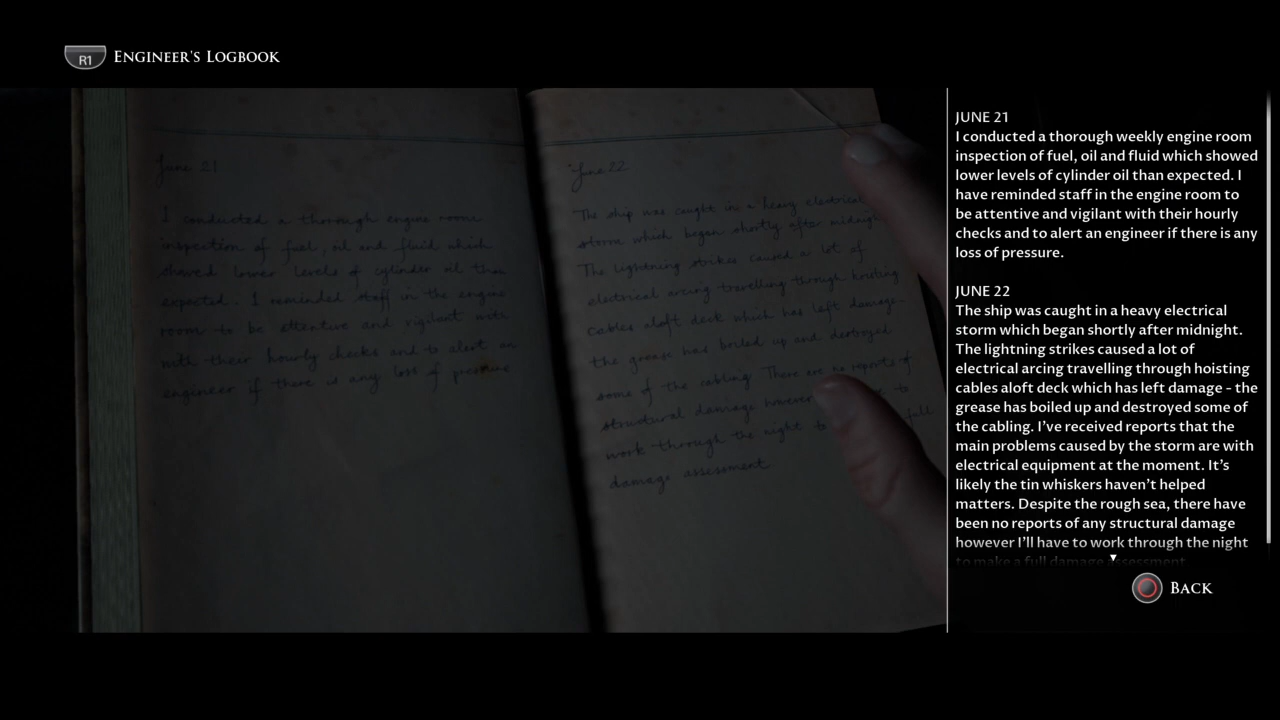 R1 ENGINEER'S LOGBOOK
June 21
I conducted a thorough engine room
inspection of fuel, oil and fluid which
showed lower levels of cylinder oil than
expected. I reminded staff in the engine
room to be attentive and vigilant with
with their hourly checks and to alert an
engineer if there is any loss of pressure
June 22
The ship was caught in a heavy electrical
storm which began shortly after midnigh
The lightning strikes caused a lot of
electrical arcing travelling through hoisting
cables aloft deck which has left damage-
the grease has boiled up and destroyed
some of the cabling. There are no reports of
structural damage however to
work through the night to full
damage assessment
JUNE 21
I conducted a thorough weekly engine room
inspection of fuel, oil and fluid which showed
lower levels of cylinder oil than expected. I
have reminded staff in the engine room to
be attentive and vigilant with their hourly
checks and to alert an engineer if there is any
loss of pressure.
JUNE 22
The ship was caught in a heavy electrical
storm which began shortly after midnight.
The lightning strikes caused a lot of
electrical arcing travelling through hoisting
cables aloft deck which has left damage - the
grease has boiled up and destroyed some of
the cabling. I've received reports that the
main problems caused by the storm are with
electrical equipment at the moment. It's
likely the tin whiskers haven't helped
matters. Despite the rough sea, there have
been no reports of any structural damage
however I'll have to work through the night
to make a full damage assessment
BACK